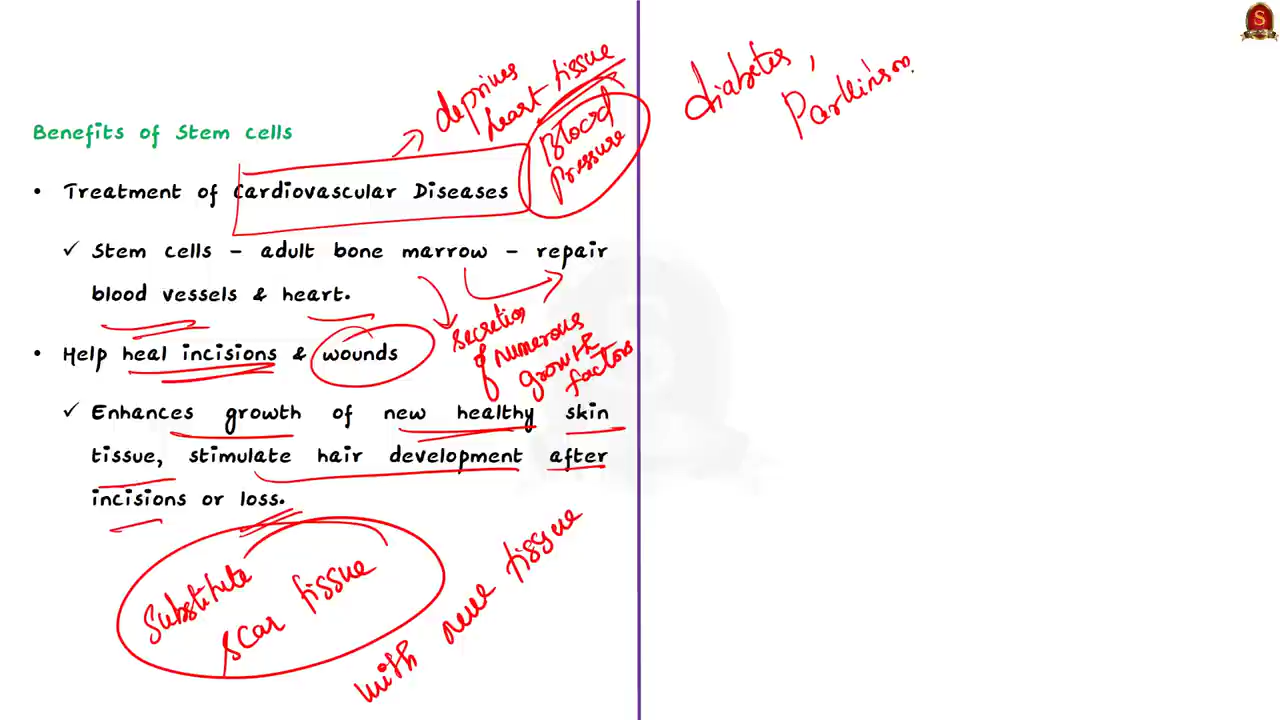 deprives
heart tissue
Blood
Pressure
Benefits of Stem cells
• Treatment of Cardiovascular Diseases
✓ Stem cells – adult bone marrow – repair
blood vessels & heart.
secretion
of numerous
growth
factors
• Help heal incisions & wounds
✓ Enhances growth of new healthy skin
tissue, stimulate hair development after
incisions or loss.
Substitute
scar tissue
with new tissue
diabetes,
Parkinson
S